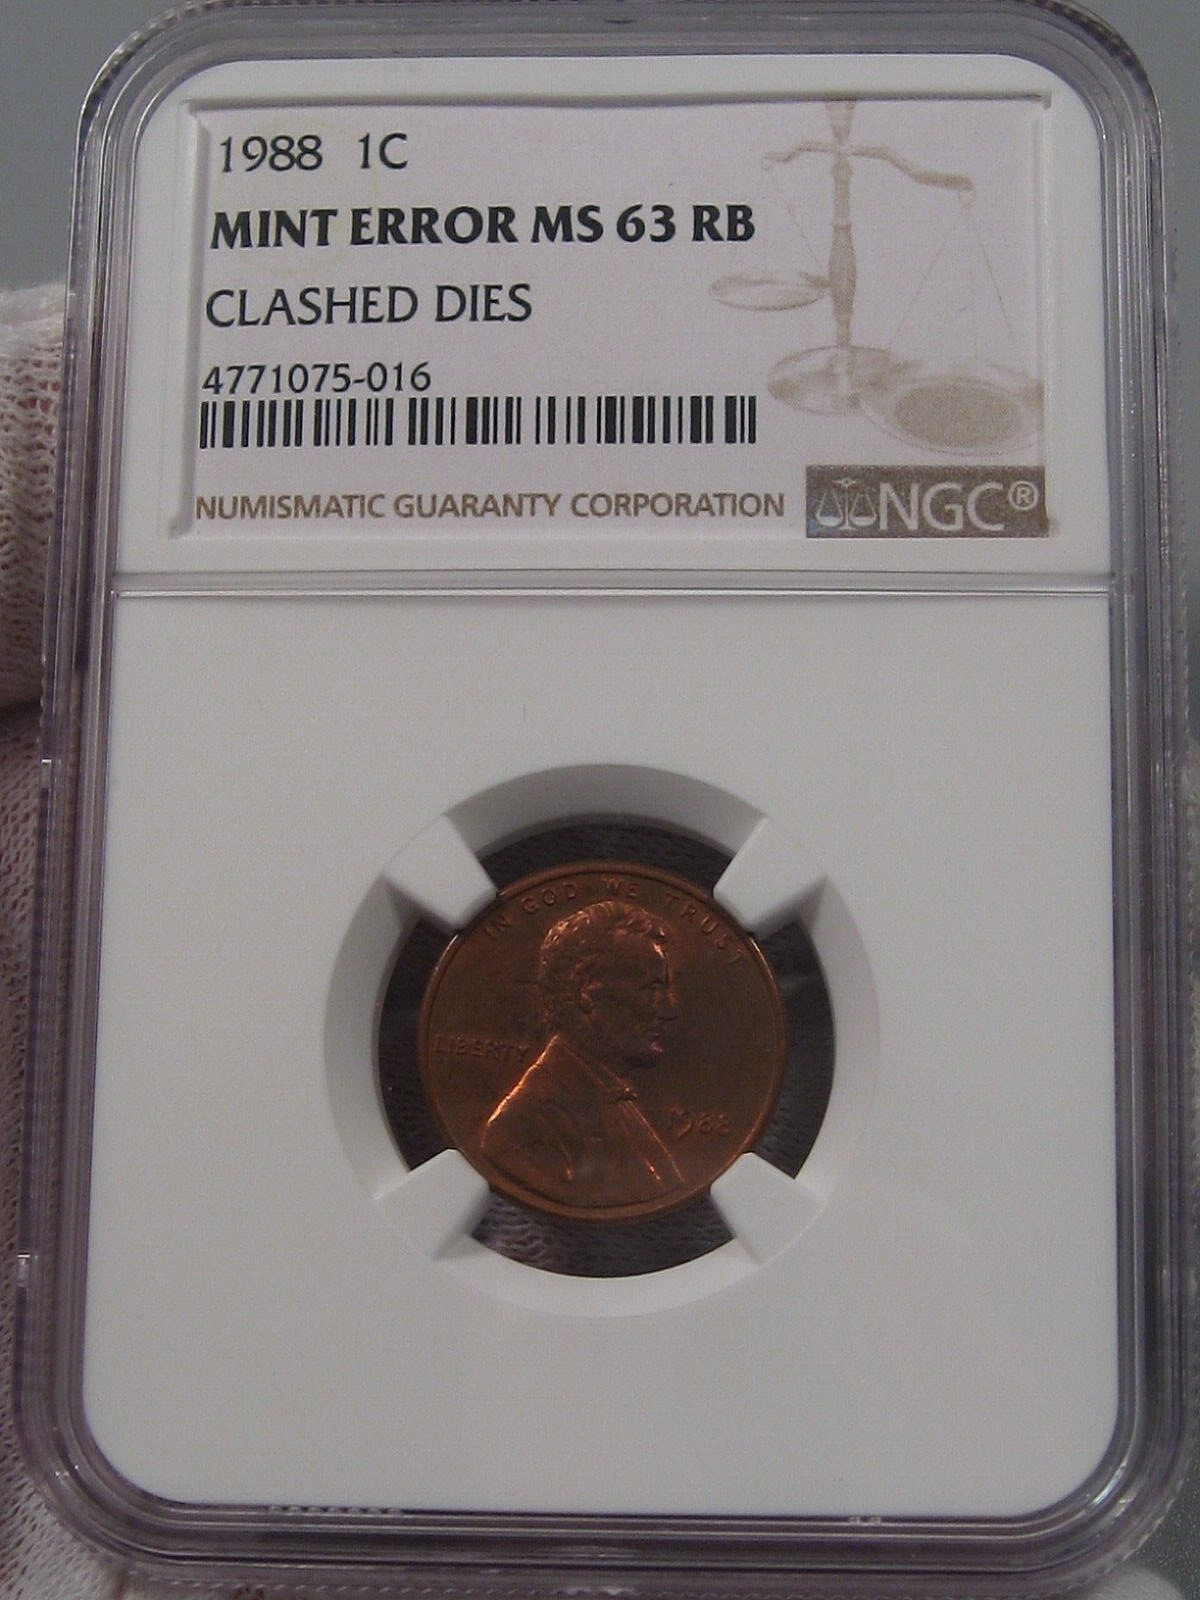 1988 1C
MINT ERROR MS 63 RB
CLASHED DIES
4771075-016
NUMISMATIC GUARANTY CORPORATION
NGC®
IN GOD WE TRUST
LIBERTY
1988